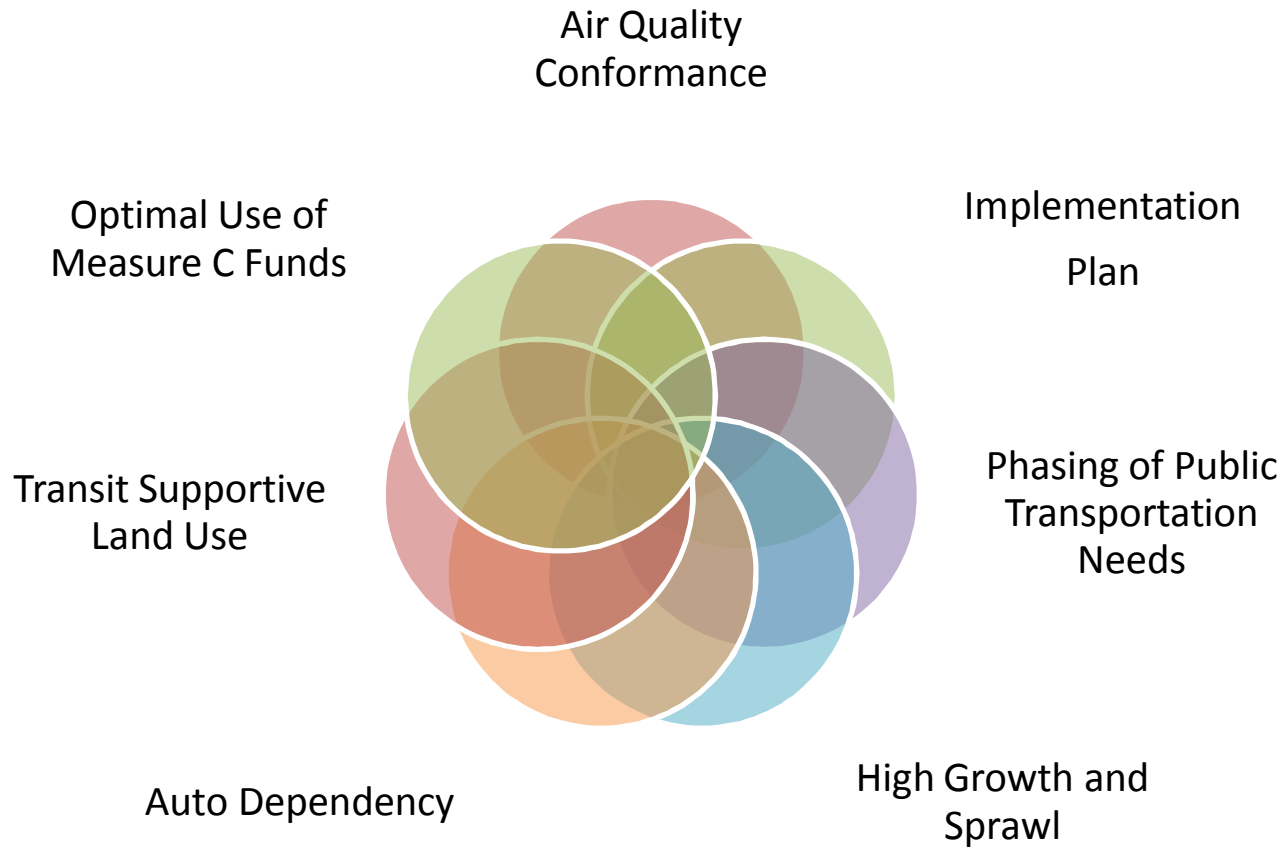 Air Quality
Conformance
Optimal Use of
Measure C Funds
Implementation
Plan
Transit Supportive
Land Use
Phasing of Public
Transportation
Needs
Auto Dependency
High Growth and
Sprawl